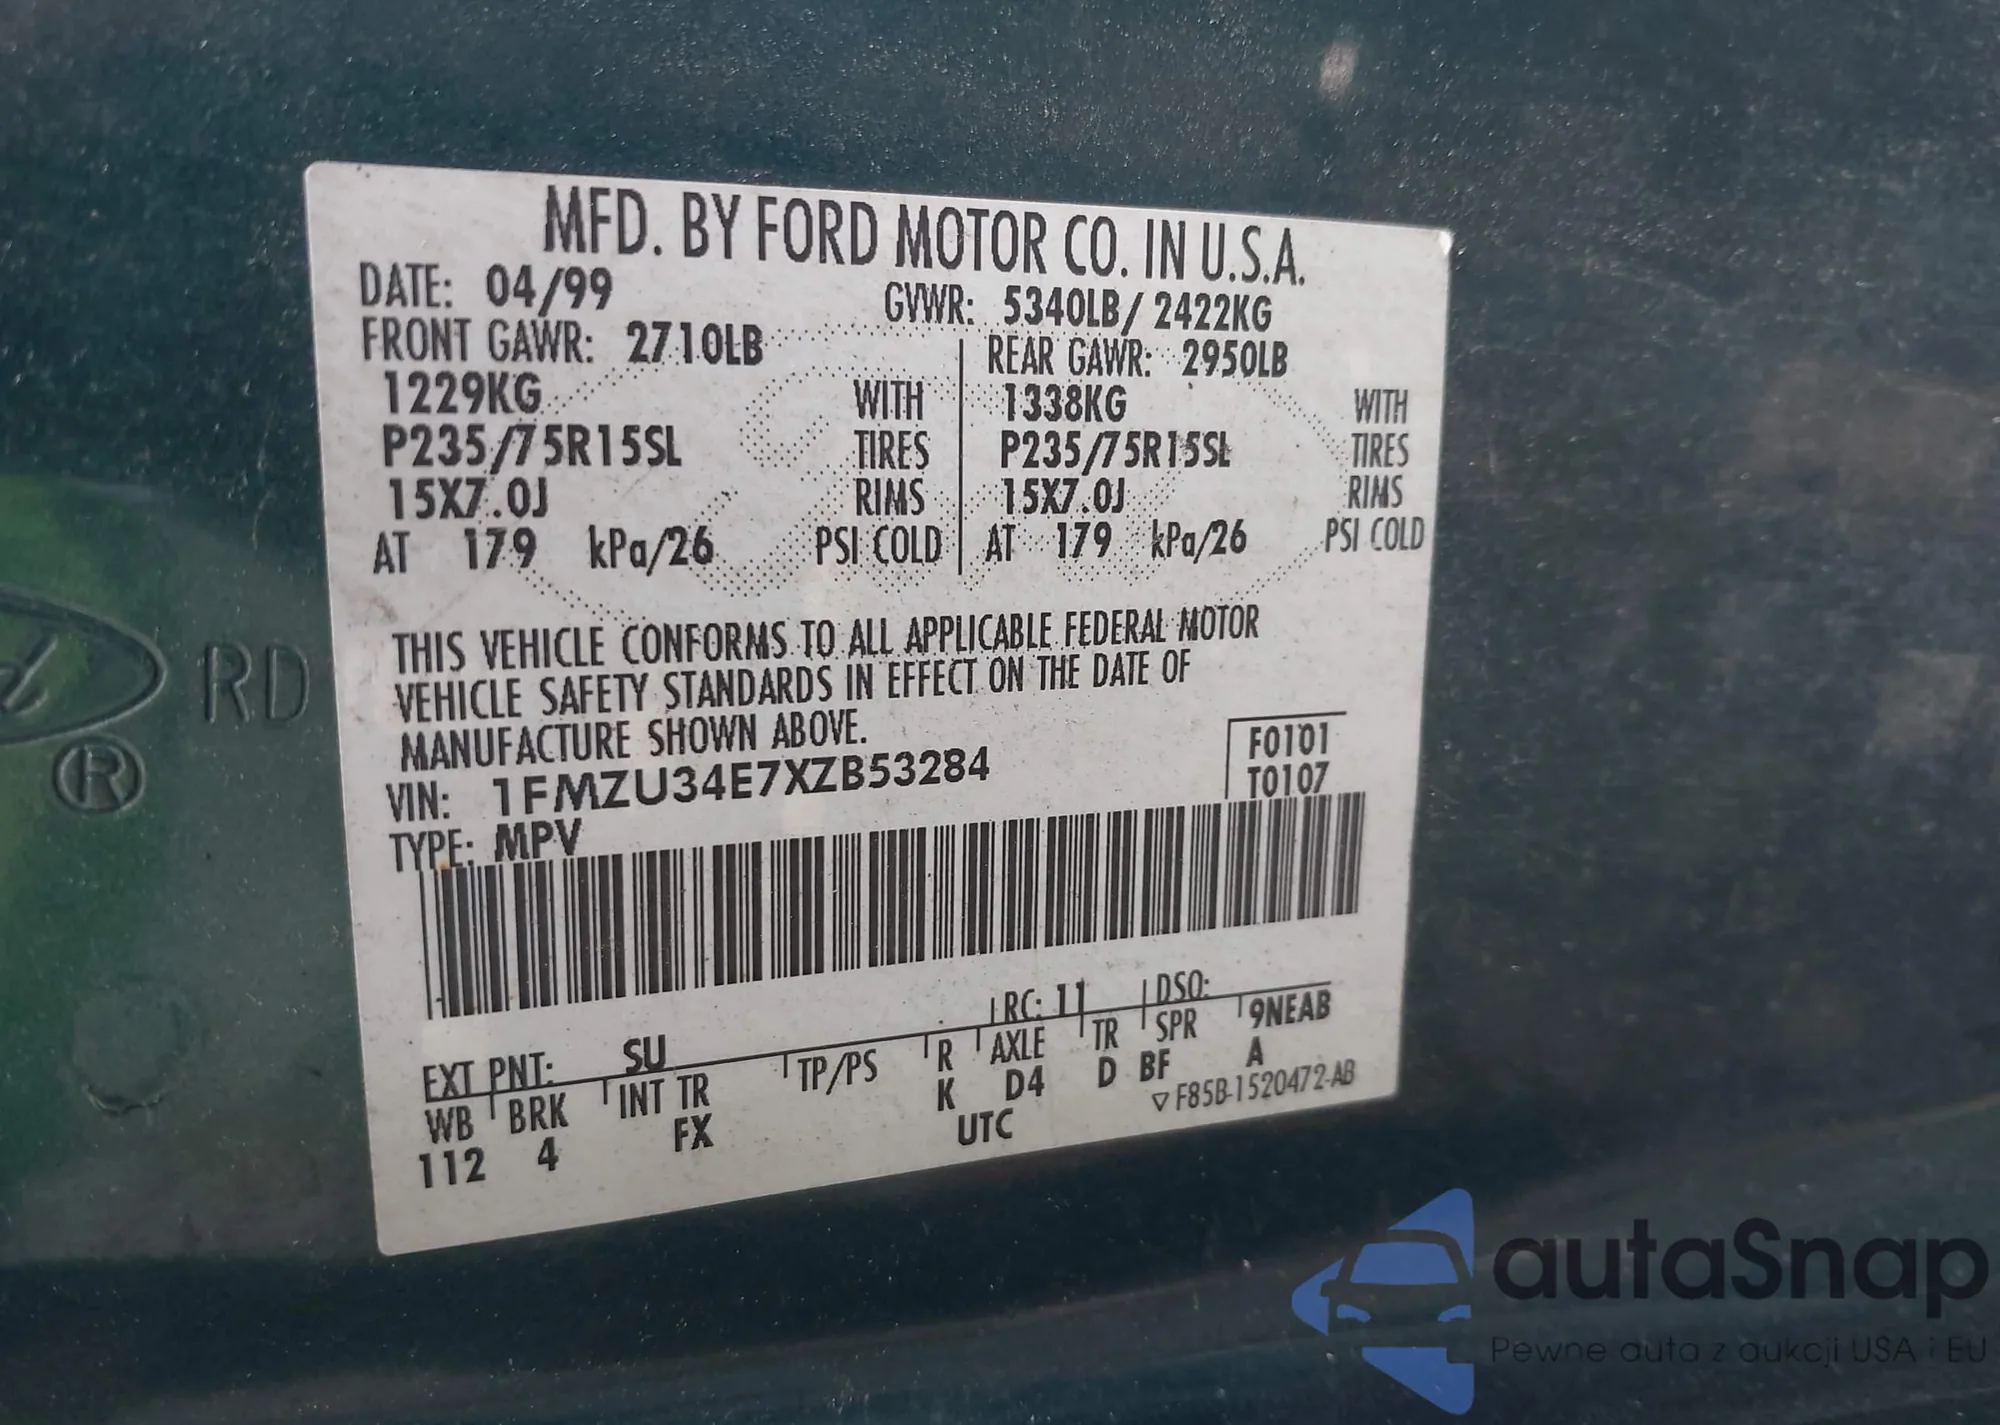 MFD. BY FORD MOTOR CO. IN U.S.A.
DATE: 04/99 GVWR: 5340LB/ 2422KG
FRONT GAWR: 2710LB REAR GAWR: 2950LB
1229KG WITH 1338KG WITH
P235/75R15SL TIRES P235/75R15SL TIRES
15X7.0J RIMS 15X7.0J RIMS
AT 179 kPa/26 PSI COLD AT 179 kPa/26 PSI COLD
THIS VEHICLE CONFORMS TO ALL APPLICABLE FEDERAL MOTOR
VEHICLE SAFETY STANDARDS IN EFFECT ON THE DATE OF
MANUFACTURE SHOWN ABOVE.
F0101
VIN: 1FMZU34E7XZB53284
T0107
TYPE: MPV
EXT PNT: SU RC: 11 DSO:
WB BRK INT TR TP/PS R AXLE TR SPR 9NEAB
112 4 FX K D4 D BF A
UTC ▽ F85B-1520472-AB
RD
®
autaSnap
Pewne auta z aukcji USA i EU